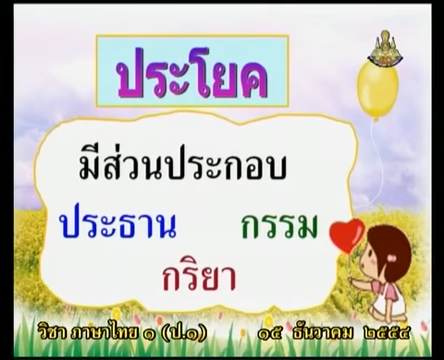 ประโยค
มีส่วนประกอบ
ประธาน กรรม
กริยา
วิชา ภาษาไทย ๑ (ป.๑) ๑๕ ธันวาคม ๒๕๕๔